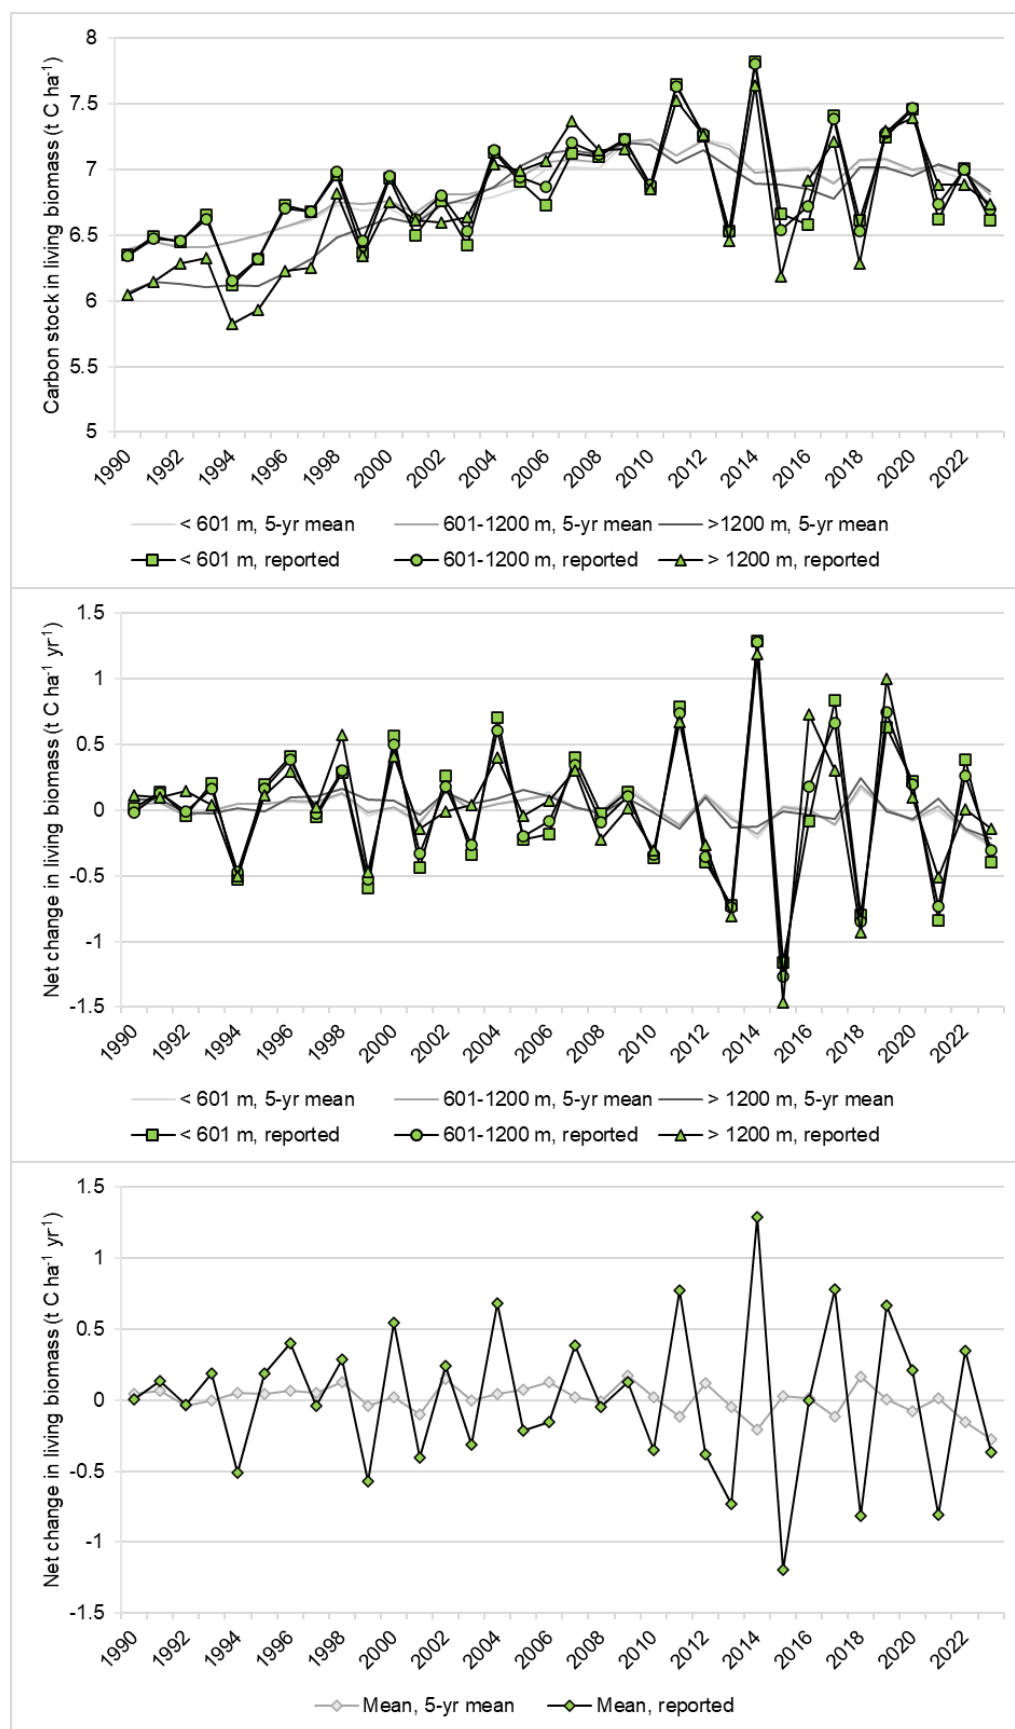 Carbon stock in living biomass (t C ha⁻¹)
8
7.5
7
6.5
6
5.5
5
1990 1992 1994 1996 1998 2000 2002 2004 2006 2008 2010 2012 2014 2016 2018 2020 2022
< 601 m, 5-yr mean 601-1200 m, 5-yr mean >1200 m, 5-yr mean
< 601 m, reported 601-1200 m, reported > 1200 m, reported
Net change in living biomass (t C ha⁻¹ yr⁻¹)
1.5
1
0.5
0
-0.5
-1
-1.5
1990 1992 1994 1996 1998 2000 2002 2004 2006 2008 2010 2012 2014 2016 2018 2020 2022
< 601 m, 5-yr mean 601-1200 m, 5-yr mean > 1200 m, 5-yr mean
< 601 m, reported 601-1200 m, reported > 1200 m, reported
Net change in living biomass (t C ha⁻¹ yr⁻¹)
1.5
1
0.5
0
-0.5
-1
-1.5
1990 1992 1994 1996 1998 2000 2002 2004 2006 2008 2010 2012 2014 2016 2018 2020 2022
Mean, 5-yr mean Mean, reported